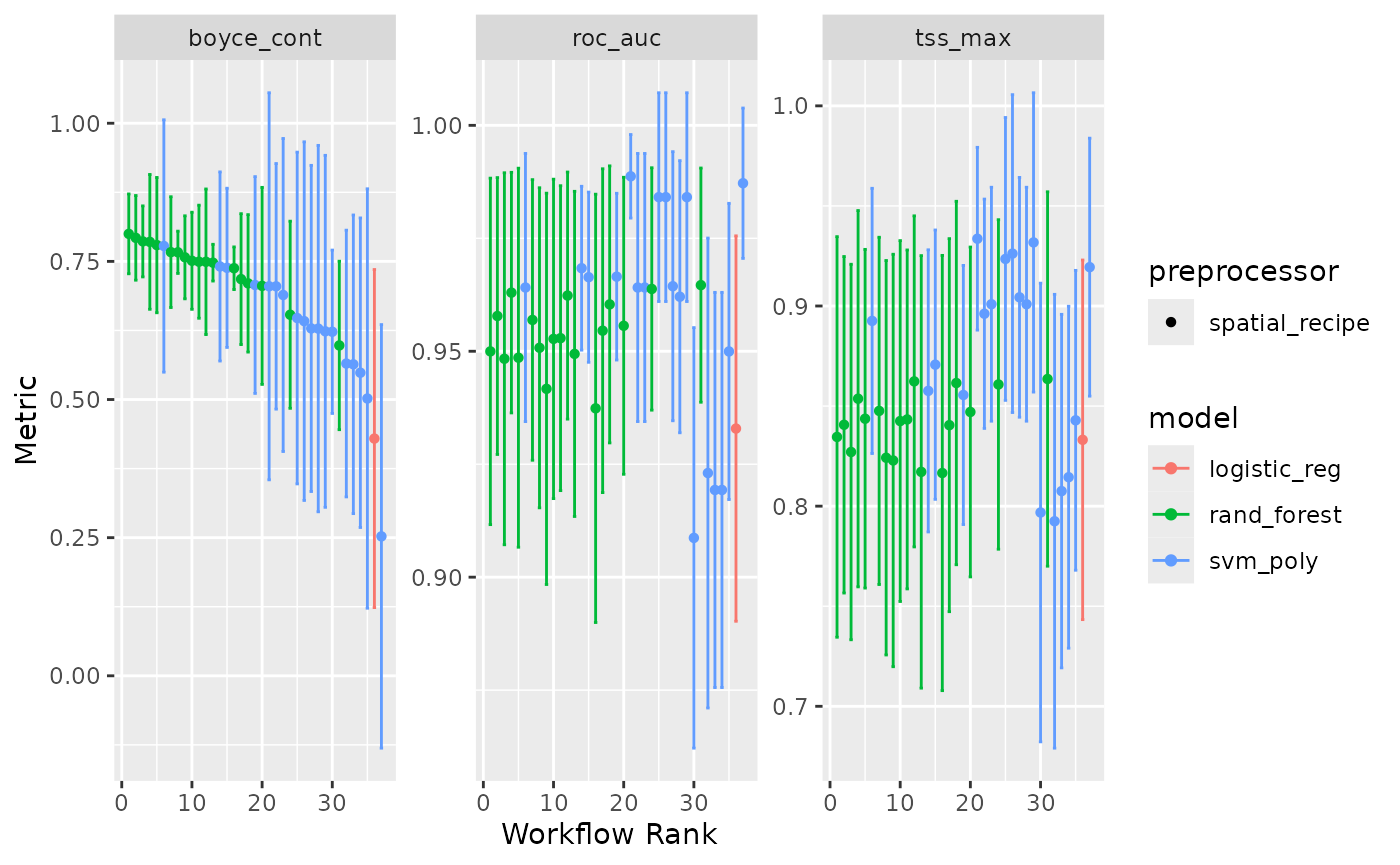 boyce_cont roc_auc tss_max
Metric
1.00
0.75
0.50
0.25
0.00
1.00
0.95
0.90
1.0
0.9
0.8
0.7
0 10 20 30
0 10 20 30
0 10 20 30
Workflow Rank
preprocessor
spatial_recipe
model
logistic_reg
rand_forest
svm_poly